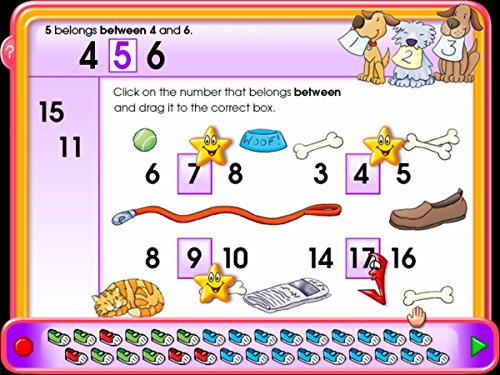 5 belongs between 4 and 6.
4 5 6
1 2 3
Click on the number that belongs between
and drag it to the correct box.
15
11
WOOF!
6 7 8
3 4 5
8 9 10
14 17 16
?